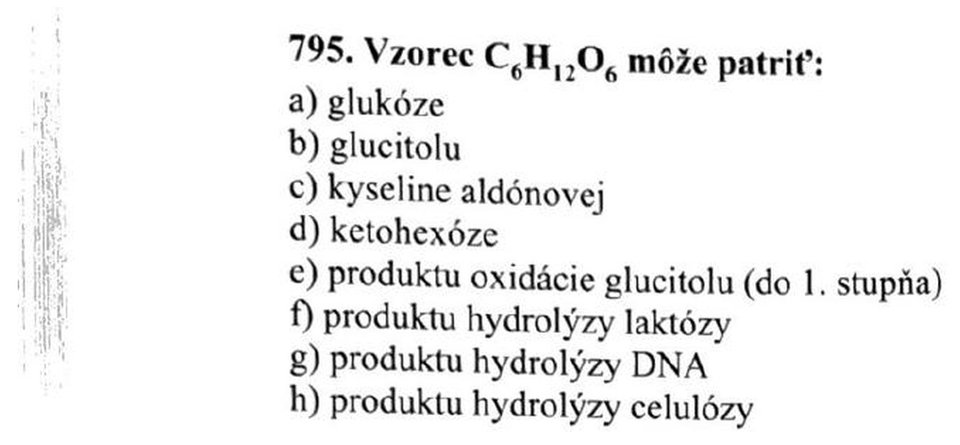 795. Vzorec C₆H₁₂O₆ môže patriť:
a) glukóze
b) glucitolu
c) kyseline aldónovej
d) ketohexóze
e) produktu oxidácie glucitolu (do 1. stupňa)
f) produktu hydrolýzy laktózy
g) produktu hydrolýzy DNA
h) produktu hydrolýzy celulózy